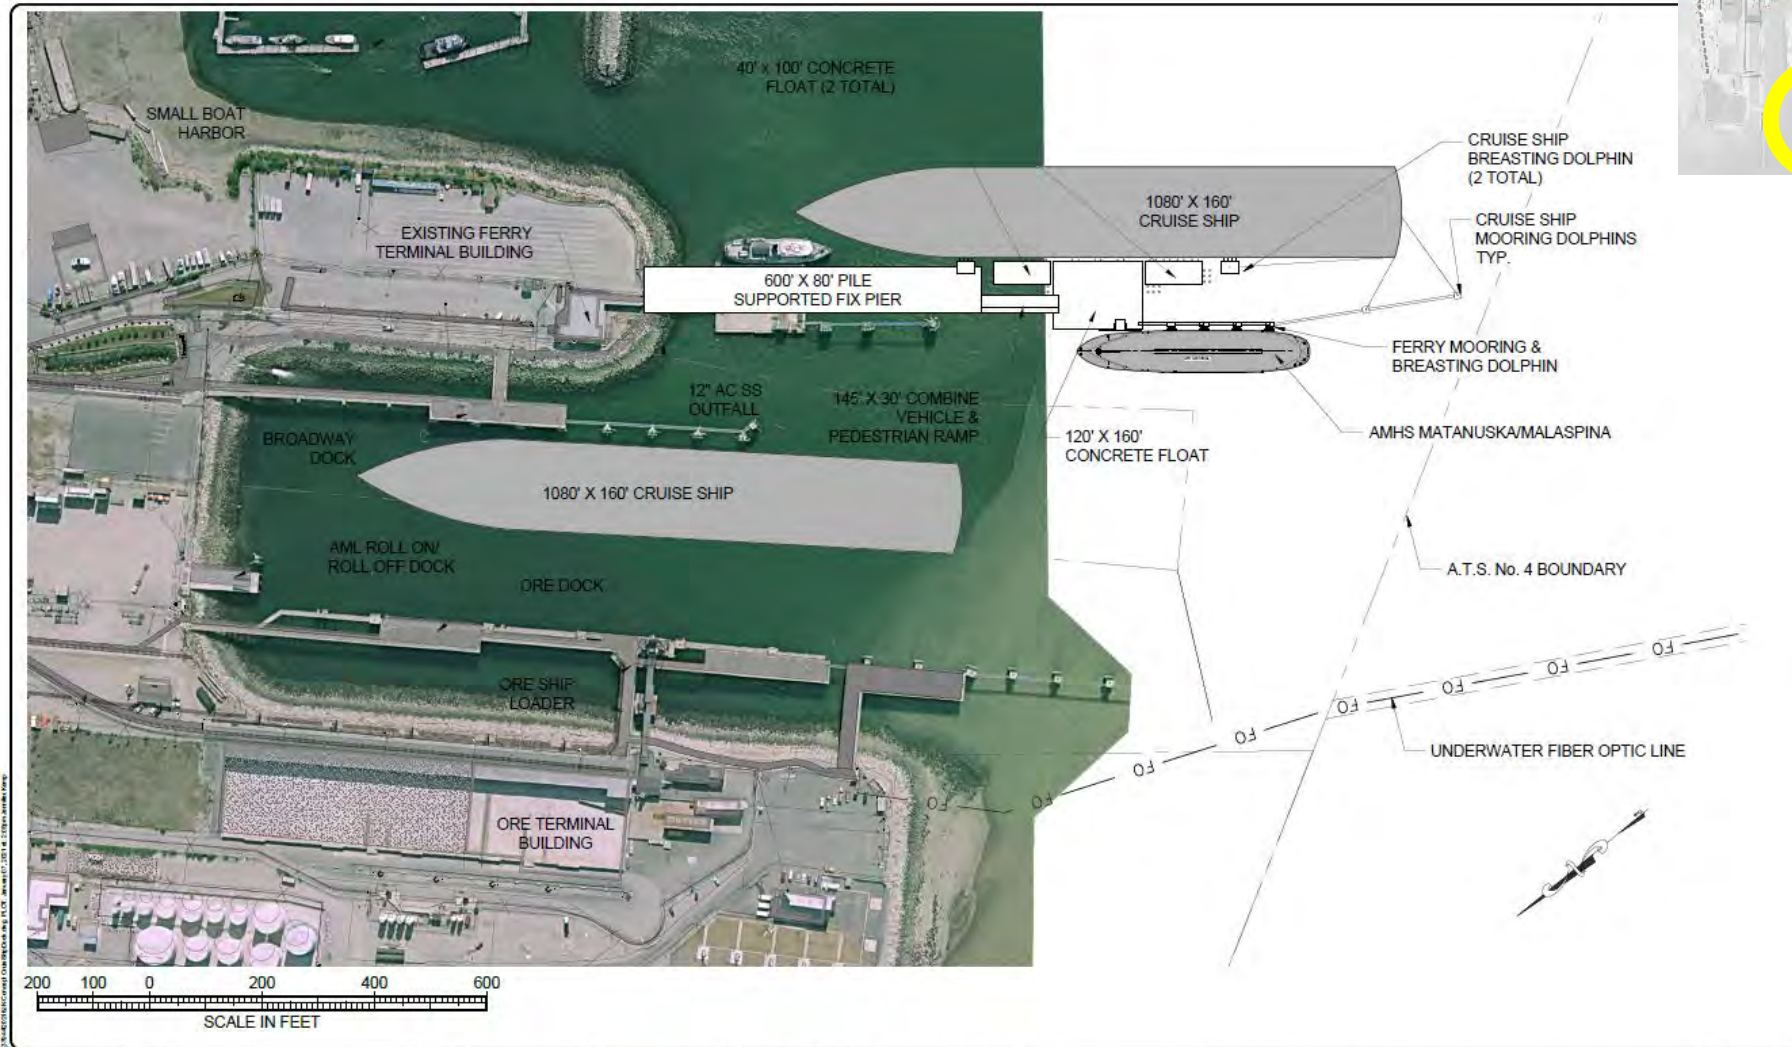 40' x 100' CONCRETE
FLOAT (2 TOTAL)
SMALL BOAT
HARBOR
CRUISE SHIP
BREASTING DOLPHIN
(2 TOTAL)
1080' X 160'
CRUISE SHIP
CRUISE SHIP
MOORING DOLPHINS
TYP.
EXISTING FERRY
TERMINAL BUILDING
600' X 80' PILE
SUPPORTED FIX PIER
FERRY MOORING &
BREASTING DOLPHIN
12" AC SS
OUTFALL
145' X 30' COMBINE
VEHICLE &
PEDESTRIAN RAMP
BROADWAY
DOCK
120' X 160'
CONCRETE FLOAT
AMHS MATANUSKA/MALASPINA
1080' X 160' CRUISE SHIP
AML ROLL ON/
ROLL OFF DOCK
ORE DOCK
A.T.S. No. 4 BOUNDARY
ORE SHIP
LOADER
FO
FO
FO
FO
FO
FO
FO
FO
UNDERWATER FIBER OPTIC LINE
ORE TERMINAL
BUILDING
200 100 0 200 400 600
SCALE IN FEET